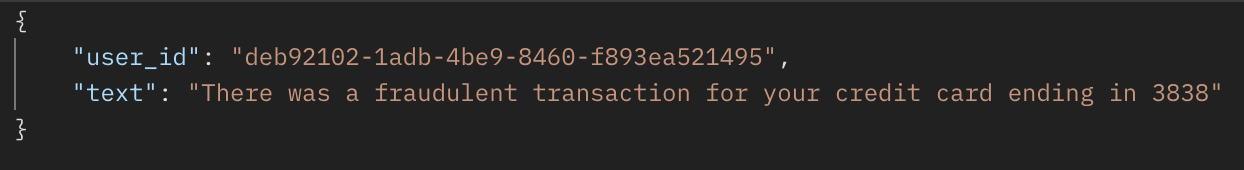 {
"user_id": "deb92102-1adb-4be9-8460-f893ea521495",
"text": "There was a fraudulent transaction for your credit card ending in 3838"
}